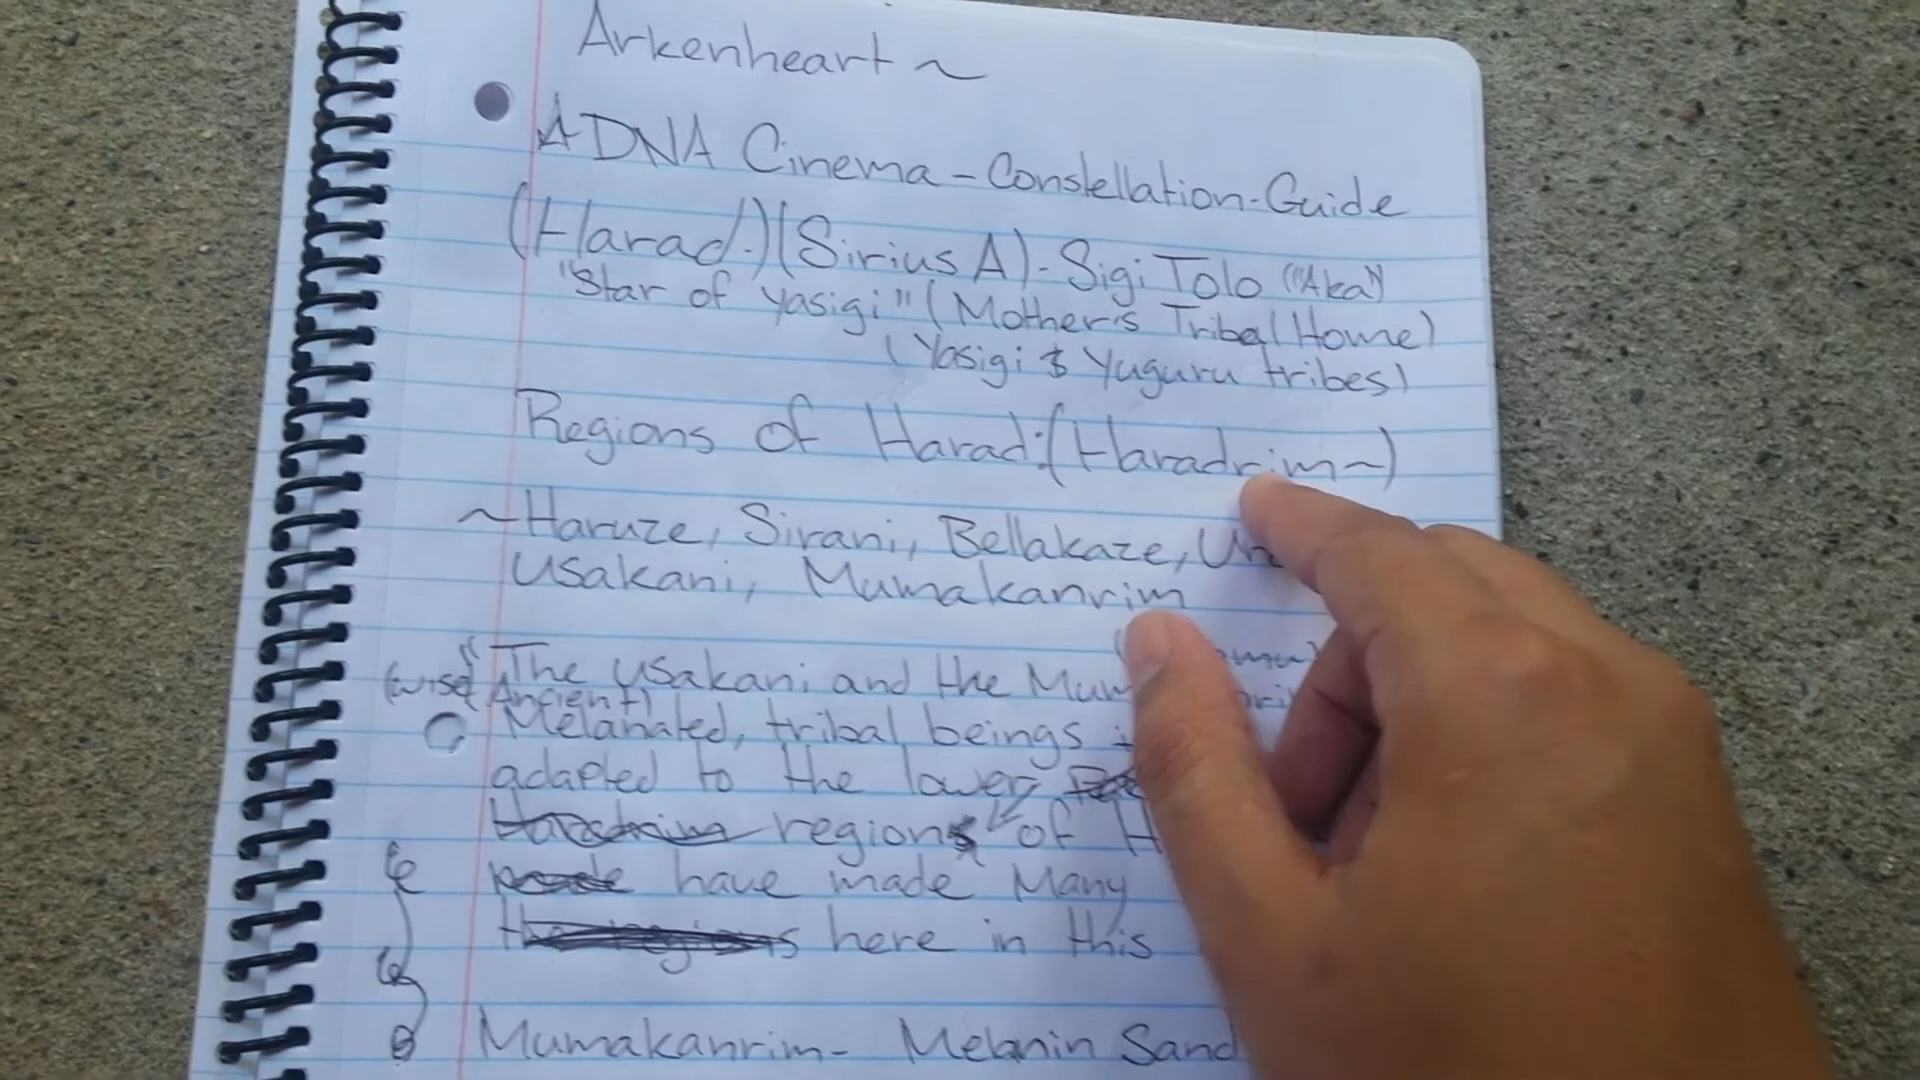 Arkenheart ~
ADNA Cinema - Constellation-Guide
(Harad.)(Sirius A) - Sigi Tolo ("Aka")
"Star of Yasigi" (Mother's Tribal Home)
(Yasigi & Yuguru tribes)
Regions of Harad:(Haradrim~)
~Haruze, Sirani, Bellakaze,
Usakani, Mumakanrim
The Usakani and the
(wise Ancient)
Melanated, tribal beings
adapted to the lower
regions of
have made Many
here in this
Mumakanrim- Melanin Sand